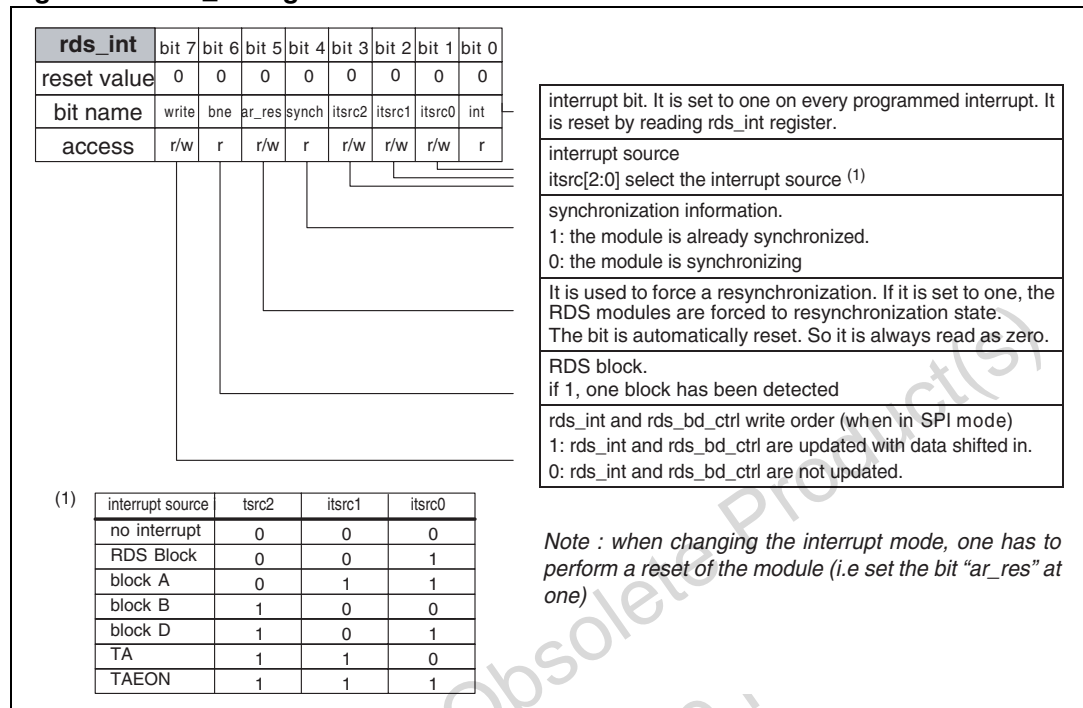 rds_int bit 7 bit 6 bit 5 bit 4 bit 3 bit 2 bit 1 bit 0
reset value 0 0 0 0 0 0 0 0
bit name write bne ar_res synch itsrc2 itsrc1 itsrc0 int
access r/w r r/w r r/w r/w r/w r
interrupt bit. It is set to one on every programmed interrupt. It
is reset by reading rds_int register.
interrupt source
itsrc[2:0] select the interrupt source (1)
synchronization information.
1: the module is already synchronized.
0: the module is synchronizing
It is used to force a resynchronization. If it is set to one, the
RDS modules are forced to resynchronization state.
The bit is automatically reset. So it is always read as zero.
RDS block.
if 1, one block has been detected
rds_int and rds_bd_ctrl write order (when in SPI mode)
1: rds_int and rds_bd_ctrl are updated with data shifted in.
0: rds_int and rds_bd_ctrl are not updated.
(1) interrupt source tsrc2 itsrc1 itsrc0
no interrupt 0 0 0
RDS Block 0 0 1
block A 0 1 1
block B 1 0 0
block D 1 0 1
TA 1 1 0
TAEON 1 1 1
Note : when changing the interrupt mode, one has to
perform a reset of the module (i.e set the bit “ar_res” at
one)
Obsolete Product(s)